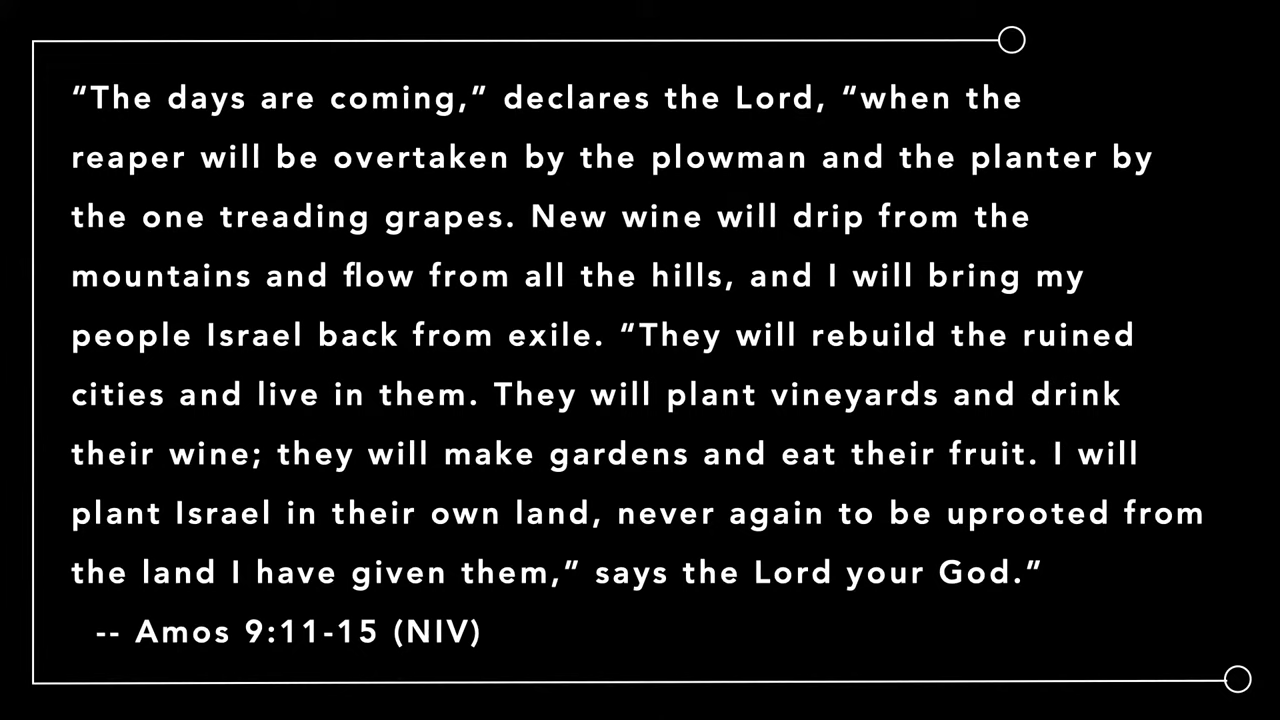 “The days are coming,” declares the Lord, “when the
reaper will be overtaken by the plowman and the planter by
the one treading grapes. New wine will drip from the
mountains and flow from all the hills, and I will bring my
people Israel back from exile. “They will rebuild the ruined
cities and live in them. They will plant vineyards and drink
their wine; they will make gardens and eat their fruit. I will
plant Israel in their own land, never again to be uprooted from
the land I have given them,” says the Lord your God.”
-- Amos 9:11-15 (NIV)